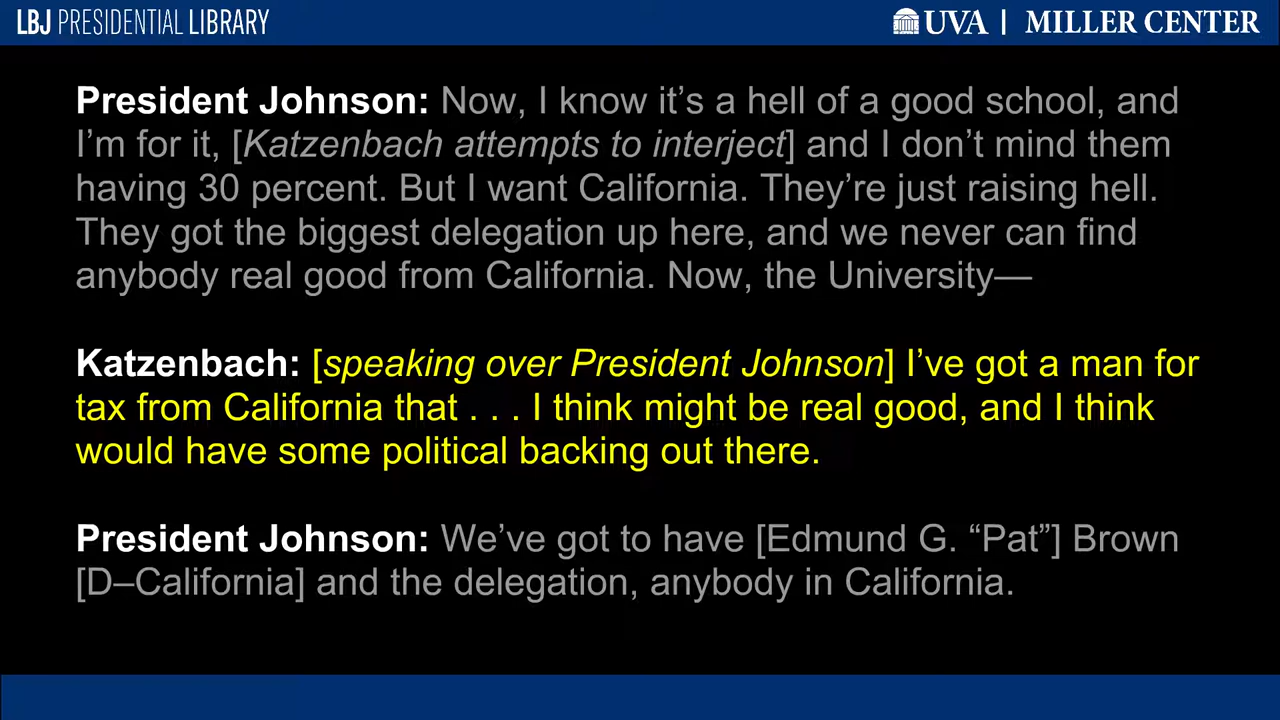 LBJ PRESIDENTIAL LIBRARY
UVA | MILLER CENTER
President Johnson: Now, I know it’s a hell of a good school, and
I’m for it, [Katzenbach attempts to interject] and I don’t mind them
having 30 percent. But I want California. They’re just raising hell.
They got the biggest delegation up here, and we never can find
anybody real good from California. Now, the University—
Katzenbach: [speaking over President Johnson] I’ve got a man for
tax from California that . . . I think might be real good, and I think
would have some political backing out there.
President Johnson: We’ve got to have [Edmund G. “Pat”] Brown
[D–California] and the delegation, anybody in California.